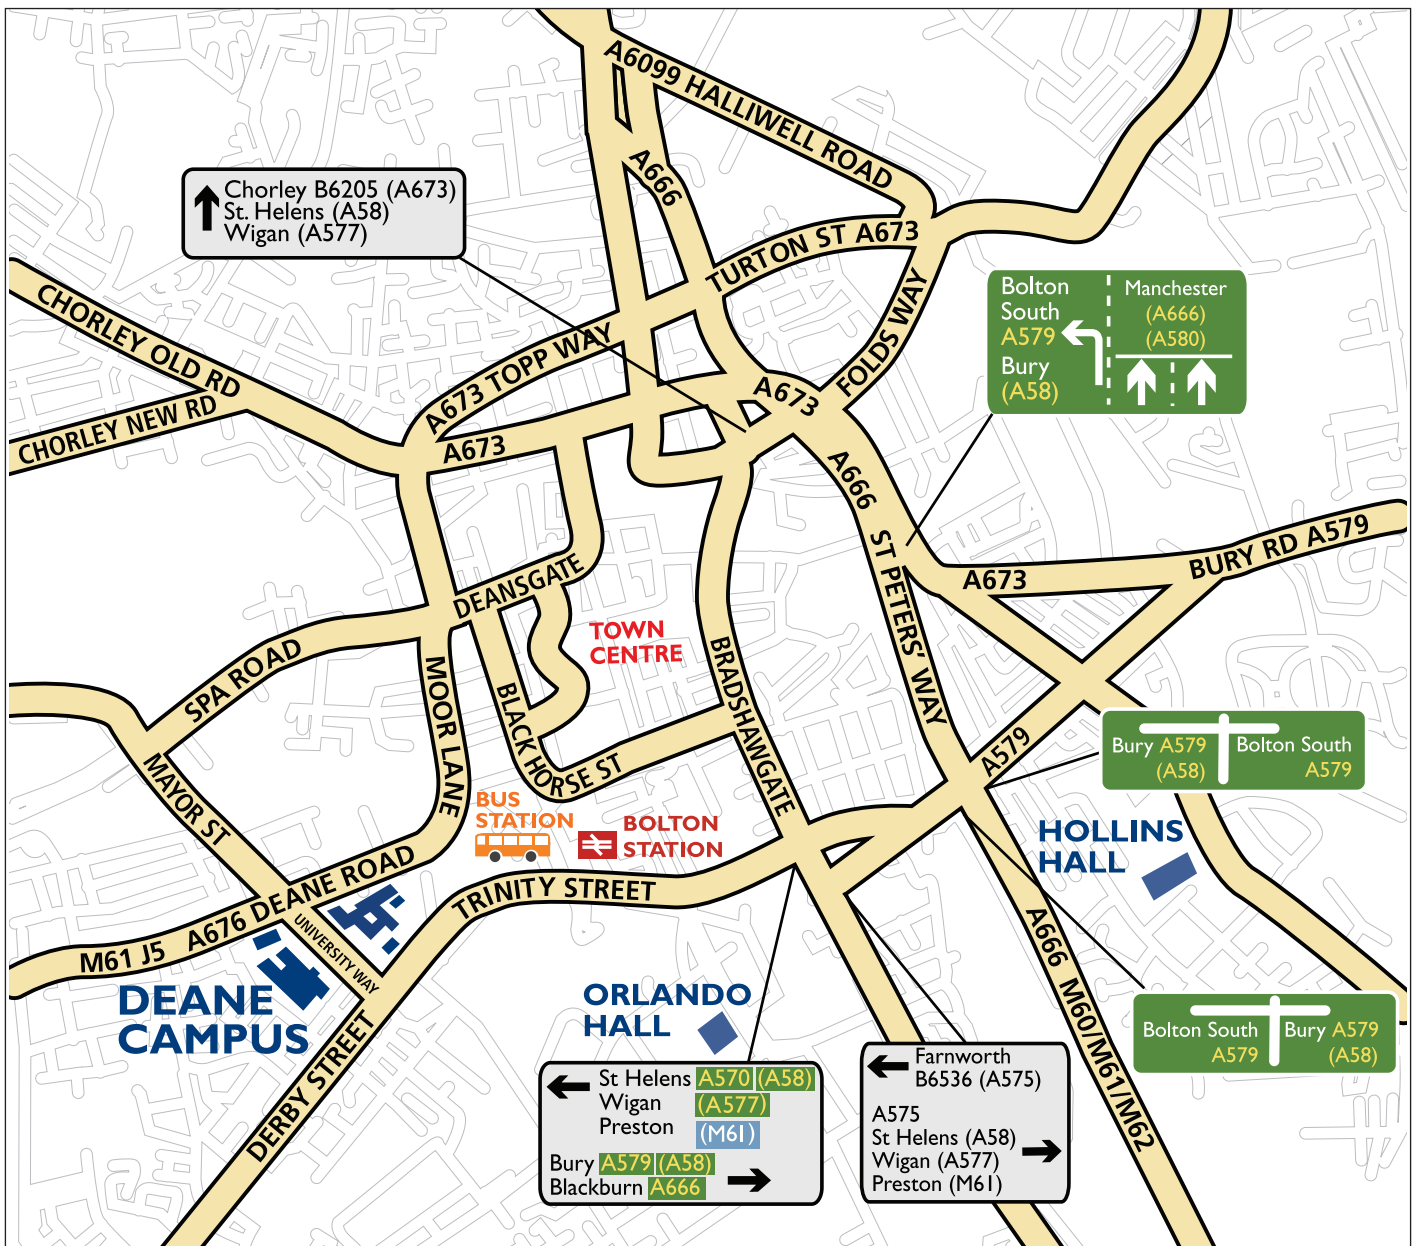 A6099 HALLIWELL ROAD
A666
Chorley B6205 (A673)
St. Helens (A58)
Wigan (A577)
TURTON ST A673
CHORLEY OLD RD
CHORLEY NEW RD
A673 TOPP WAY
A673
A673
FOLDS WAY
Bolton
South
A579
Bury
(A58)
Manchester
(A666)
(A580)
A666 ST PETERS' WAY
A673
BURY RD A579
DEANSGATE
TOWN
CENTRE
SPA ROAD
MOOR LANE
BLACK HORSE ST
BRADSHAWGATE
A579
Bury A579
(A58)
Bolton South
A579
MAYOR ST
BUS
STATION
BOLTON
STATION
HOLLINS
HALL
TRINITY STREET
M61 J5 A676 DEANE ROAD
UNIVERSITY WAY
DEANE
CAMPUS
DERBY STREET
ORLANDO
HALL
A666 M60/M61/M62
Bolton South
A579
Bury A579
(A58)
St Helens A570 (A58)
Wigan (A577)
Preston (M61)
Bury A579 (A58)
Blackburn A666
Farnworth
B6536 (A575)
A575
St Helens (A58)
Wigan (A577)
Preston (M61)